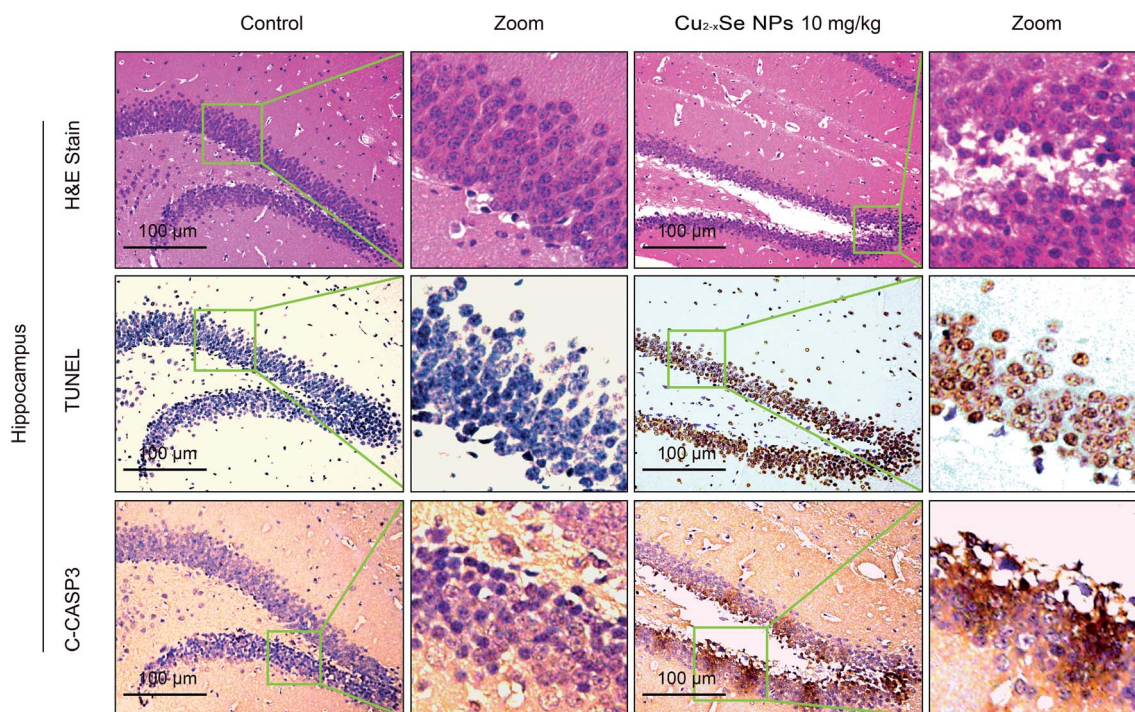 Control Zoom Cu₂₋ₓSe NPs 10 mg/kg Zoom
Hippocampus
H&E Stain
100 µm 100 µm
TUNEL
100 µm 100 µm
C-CASP3
100 µm 100 µm